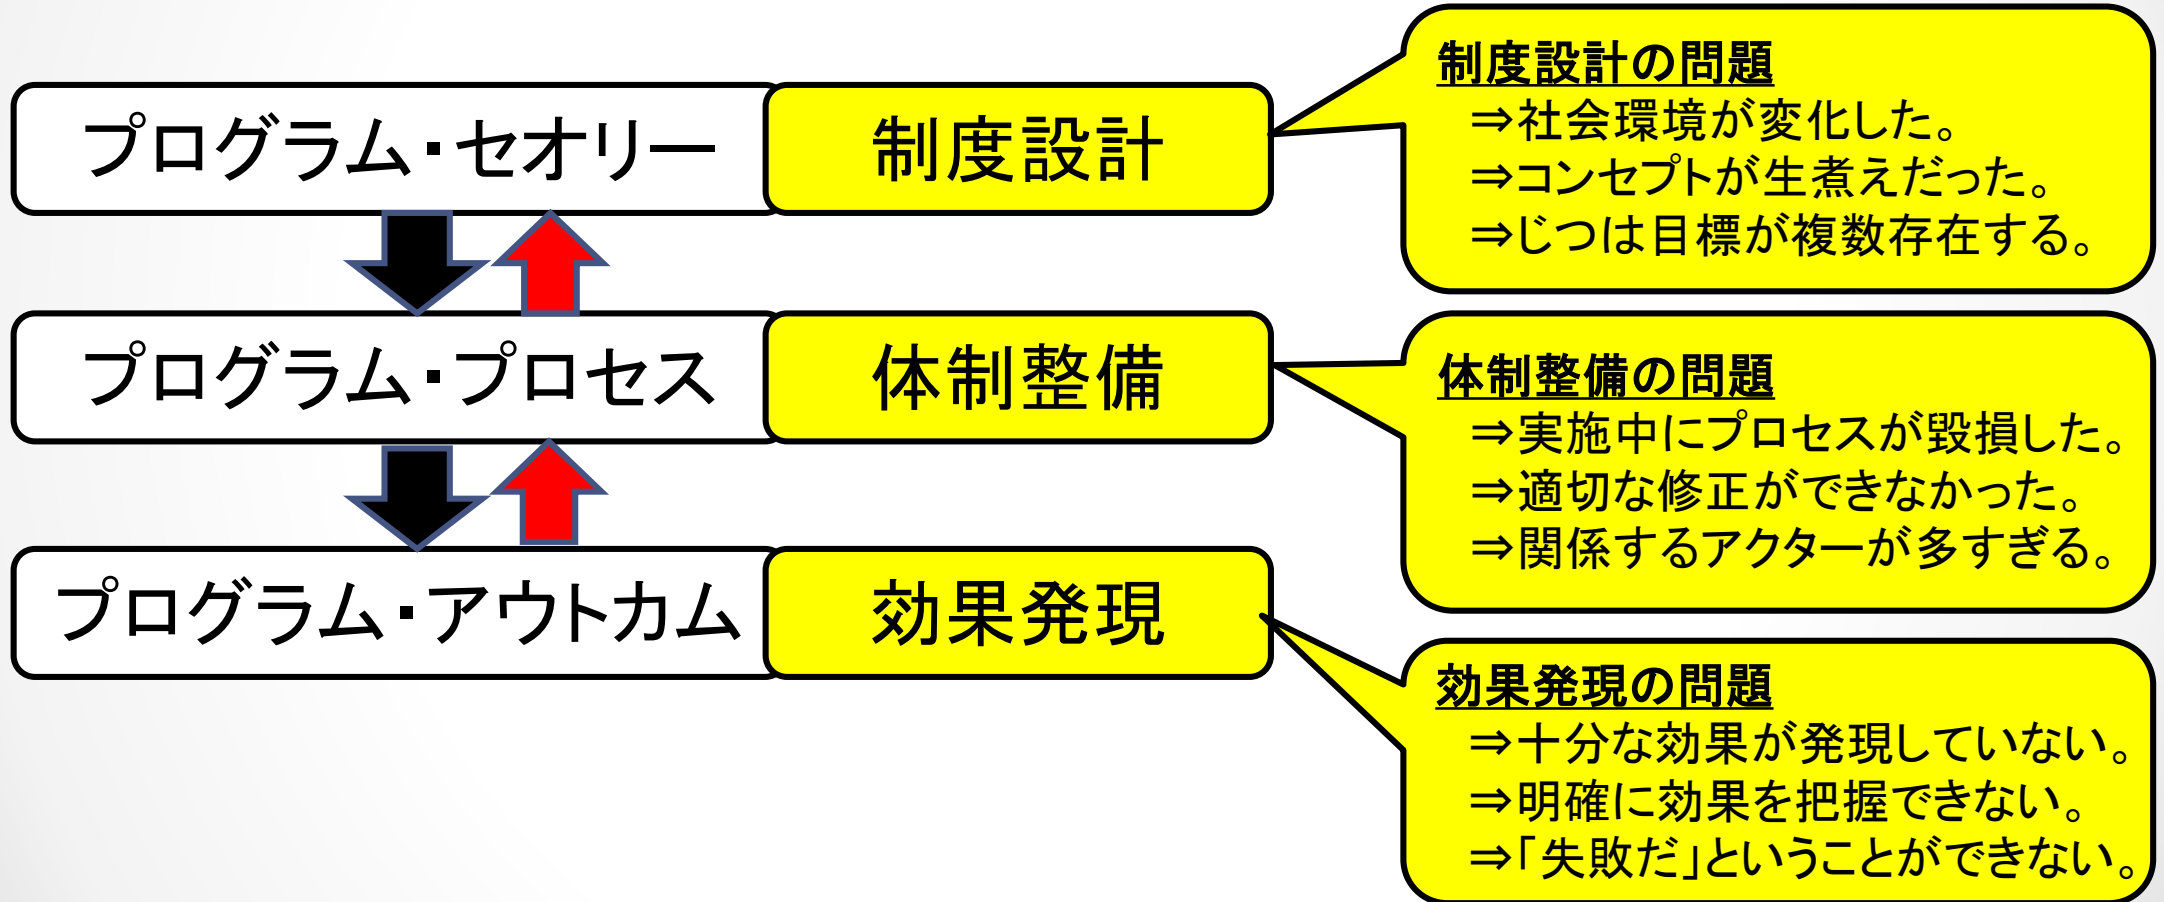 プログラム・セオリー
制度設計
制度設計の問題
⇒社会環境が変化した。
⇒コンセプトが生煮えだった。
⇒じつは目標が複数存在する。
プログラム・プロセス
体制整備
体制整備の問題
⇒実施中にプロセスが毀損した。
⇒適切な修正ができなかった。
⇒関係するアクターが多すぎる。
プログラム・アウトカム
効果発現
効果発現の問題
⇒十分な効果が発現していない。
⇒明確に効果を把握できない。
⇒「失敗だ」ということができない。